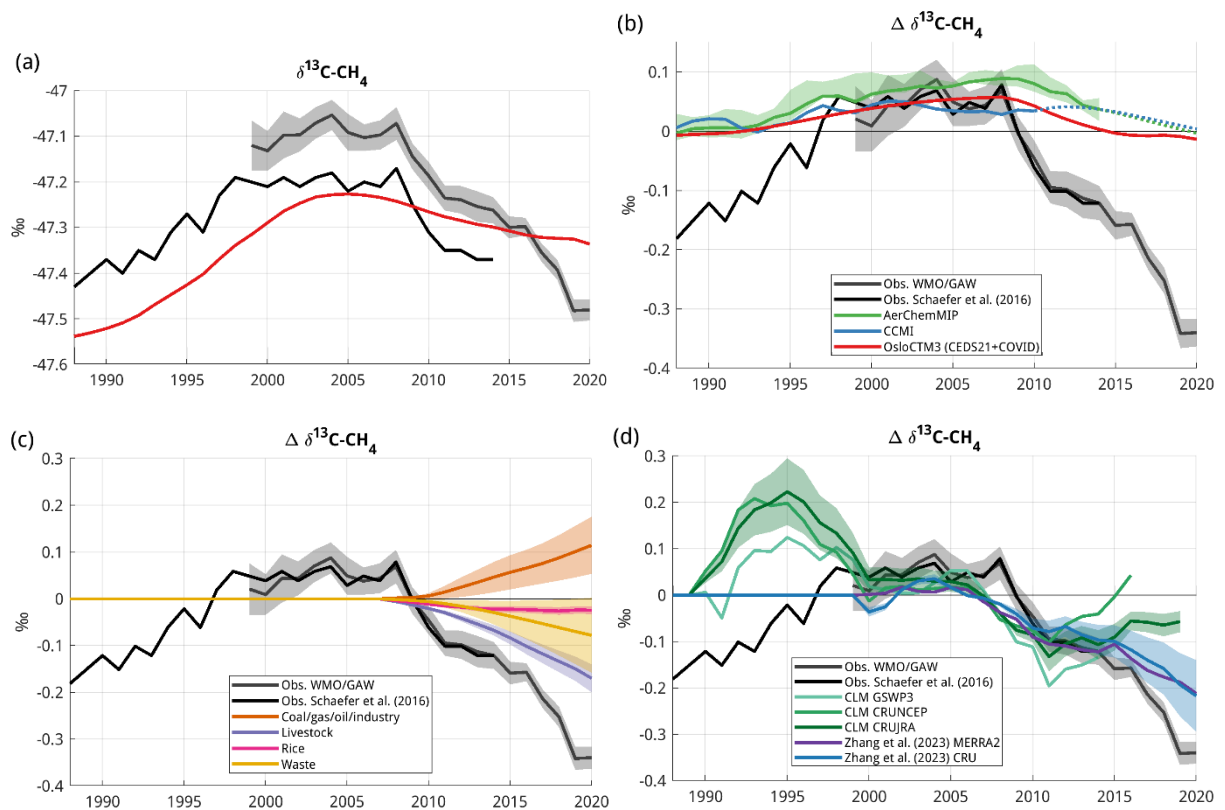 (a)
δ¹³C-CH₄
-47
-47.1
-47.2
-47.3
-47.4
-47.5
-47.6
‰
1990 1995 2000 2005 2010 2015 2020
(b)
Δ δ¹³C-CH₄
0.1
0
-0.1
-0.2
-0.3
-0.4
‰
Obs. WMO/GAW
Obs. Schaefer et al. (2016)
AerChemMIP
CCMI
OsloCTM3 (CEDS21+COVID)
1990 1995 2000 2005 2010 2015 2020
(c)
Δ δ¹³C-CH₄
0.3
0.2
0.1
0
-0.1
-0.2
-0.3
-0.4
‰
Obs. WMO/GAW
Obs. Schaefer et al. (2016)
Coal/gas/oil/industry
Livestock
Rice
Waste
1990 1995 2000 2005 2010 2015 2020
(d)
Δ δ¹³C-CH₄
0.3
0.2
0.1
0
-0.1
-0.2
-0.3
-0.4
‰
Obs. WMO/GAW
Obs. Schaefer et al. (2016)
CLM GSWP3
CLM CRUNCEP
CLM CRUJRA
Zhang et al. (2023) MERRA2
Zhang et al. (2023) CRU
1990 1995 2000 2005 2010 2015 2020